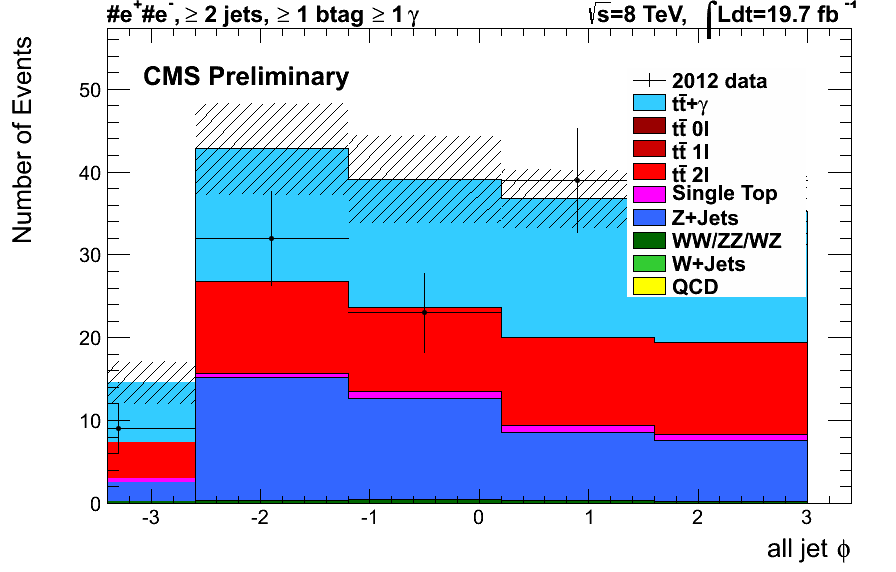 #e⁺#e⁻, ≥ 2 jets, ≥ 1 btag ≥ 1 γ
√s=8 TeV, ∫Ldt=19.7 fb⁻¹
CMS Preliminary
Number of Events
50
40
30
20
10
0
2012 data
tt̄+γ
tt̄ 0l
tt̄ 1l
tt̄ 2l
Single Top
Z+Jets
WW/ZZ/WZ
W+Jets
QCD
-3 -2 -1 0 1 2 3
all jet ϕ